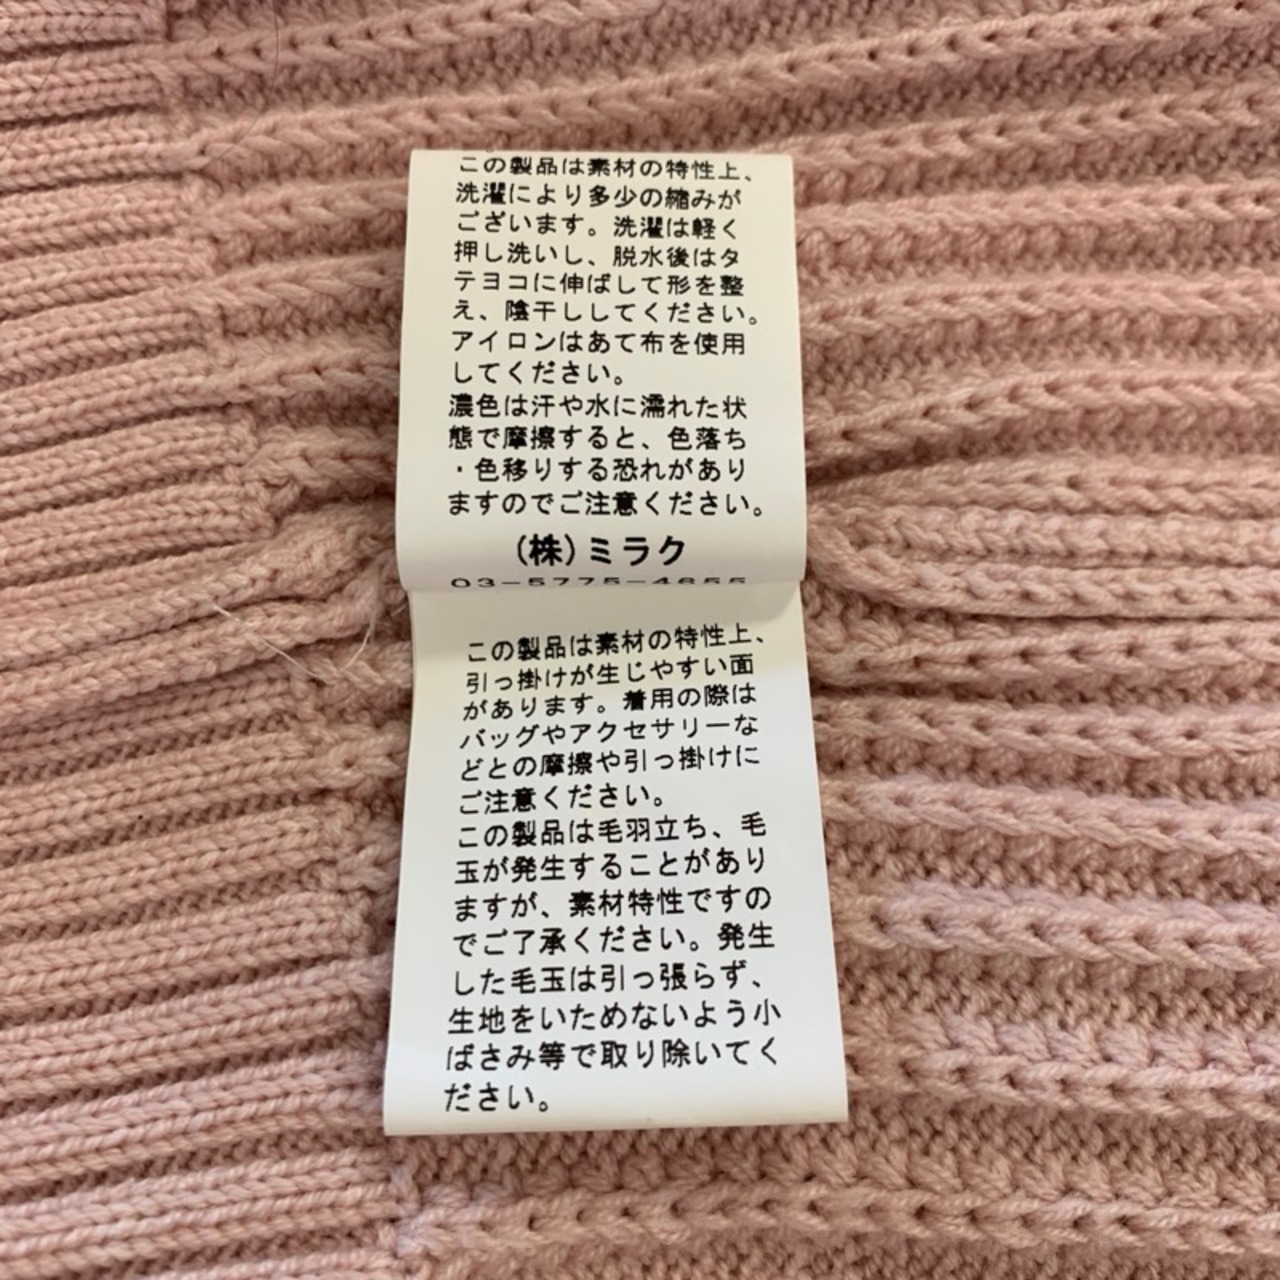 この製品は素材の特性上、
洗濯により多少の縮みが
ございます。洗濯は軽く
押し洗いし、脱水後はタ
テヨコに伸ばして形を整
え、陰干ししてください。
アイロンはあて布を使用
してください。
濃色は汗や水に濡れた状
態で摩擦すると、色落ち
・色移りする恐れがあり
ますのでご注意ください。
(株)ミラク
03-5775-4655
この製品は素材の特性上、
引っ掛けが生じやすい面
があります。着用の際は
バッグやアクセサリーな
どとの摩擦や引っ掛けに
ご注意ください。
この製品は毛羽立ち、毛
玉が発生することがあり
ますが、素材特性ですの
でご了承ください。発生
した毛玉は引っ張らず、
生地をいためないよう小
ばさみ等で取り除いてく
ださい。